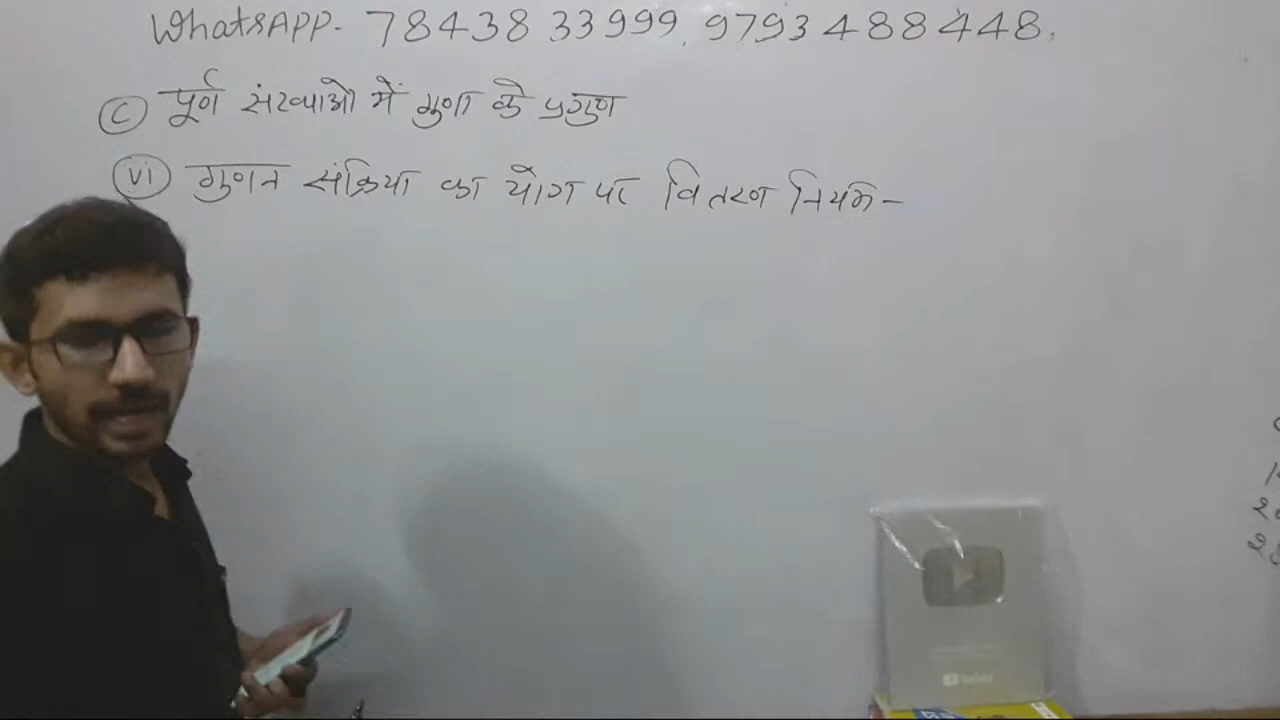 WhatsAPP- 78438 33999, 9793488448,
(C) पूर्ण संख्याओ में गुणा के प्रगुण
(vi) गुणन संक्रिया का योग पर वितरण नियम-